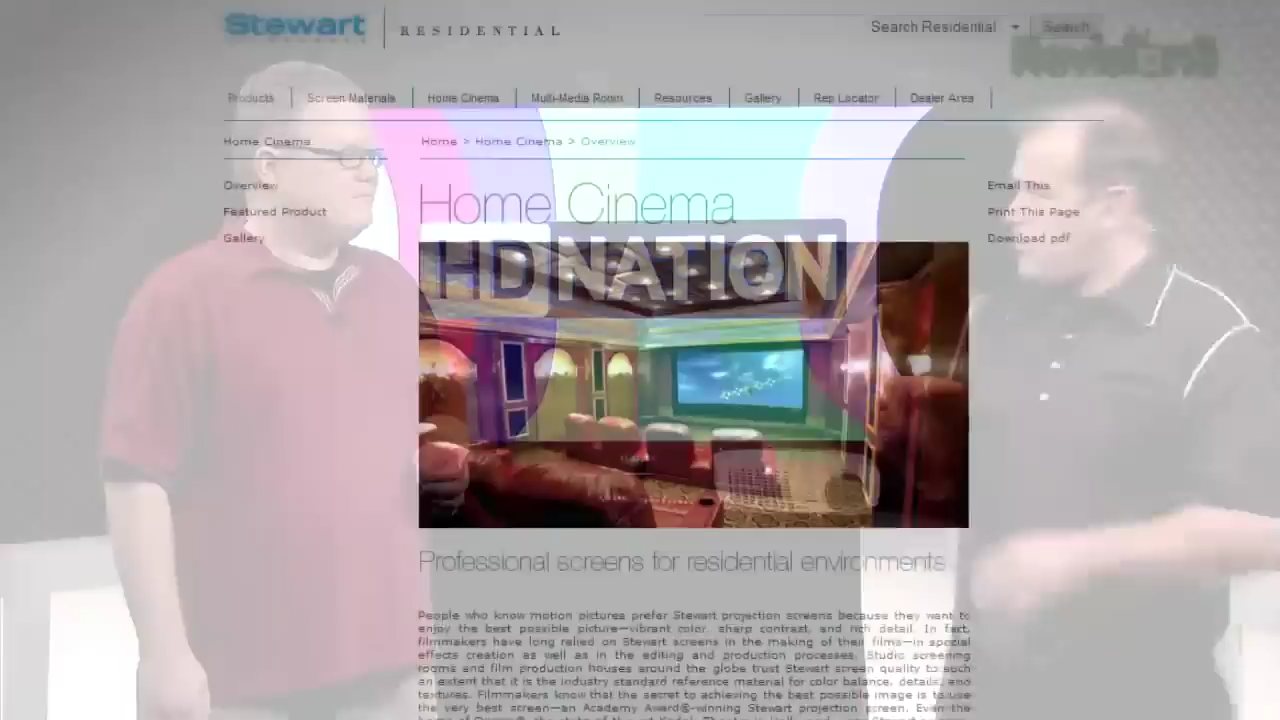 Stewart
RESIDENTIAL
Search Residential
Search
Products
Screen Materials
Home Cinema
Multi-Media Room
Resources
Gallery
Rep Locator
Dealer Area
Home Cinema
Home > Home Cinema > Overview
Overview
Featured Product
Gallery
Email This
Print This Page
Download pdf
Home Cinema
HD NATION
Professional screens for residential environments
People who know motion pictures prefer Stewart projection screens because they want to
enjoy the best possible picture—vibrant color, sharp contrast, and rich detail. In fact,
filmmakers have long relied on Stewart screens in the making of their films—in special
effects creation as well as in the editing and production processes. Studio screening
rooms and film production houses around the globe trust Stewart screen quality to such
an extent that it is the industry standard reference material for color balance, details, and
textures. Filmmakers know that the secret to achieving the best possible image is to use
the very best screen—an Academy Award®-winning Stewart projection screen. Even the